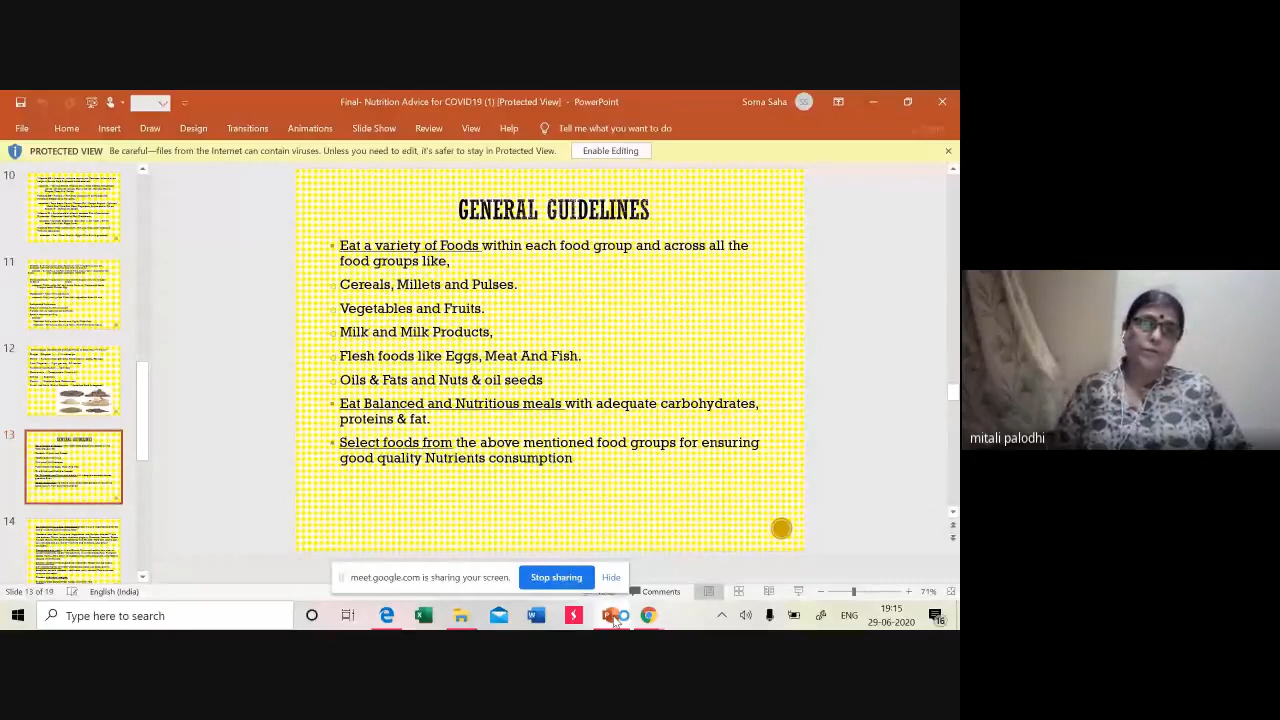 Final- Nutrition Advice for COVID19 (1) [Protected View] - PowerPoint
Soma Saha
SS
File Home Insert Draw Design Transitions Animations Slide Show Review View Help Tell me what you want to do
PROTECTED VIEW Be careful—files from the Internet can contain viruses. Unless you need to edit, it's safer to stay in Protected View. Enable Editing
10
11
12
13
14
GENERAL GUIDELINES
Eat a variety of Foods within each food group and across all the
food groups like,
Cereals, Millets and Pulses.
Vegetables and Fruits.
Milk and Milk Products,
Flesh foods like Eggs, Meat And Fish.
Oils & Fats and Nuts & oil seeds
Eat Balanced and Nutritious meals with adequate carbohydrates,
proteins & fat.
Select foods from the above mentioned food groups for ensuring
good quality Nutrients consumption
mitali palodhi
meet.google.com is sharing your screen. Stop sharing Hide
Slide 13 of 19 English (India) Comments 71%
Type here to search
ENG
19:15
29-06-2020
16